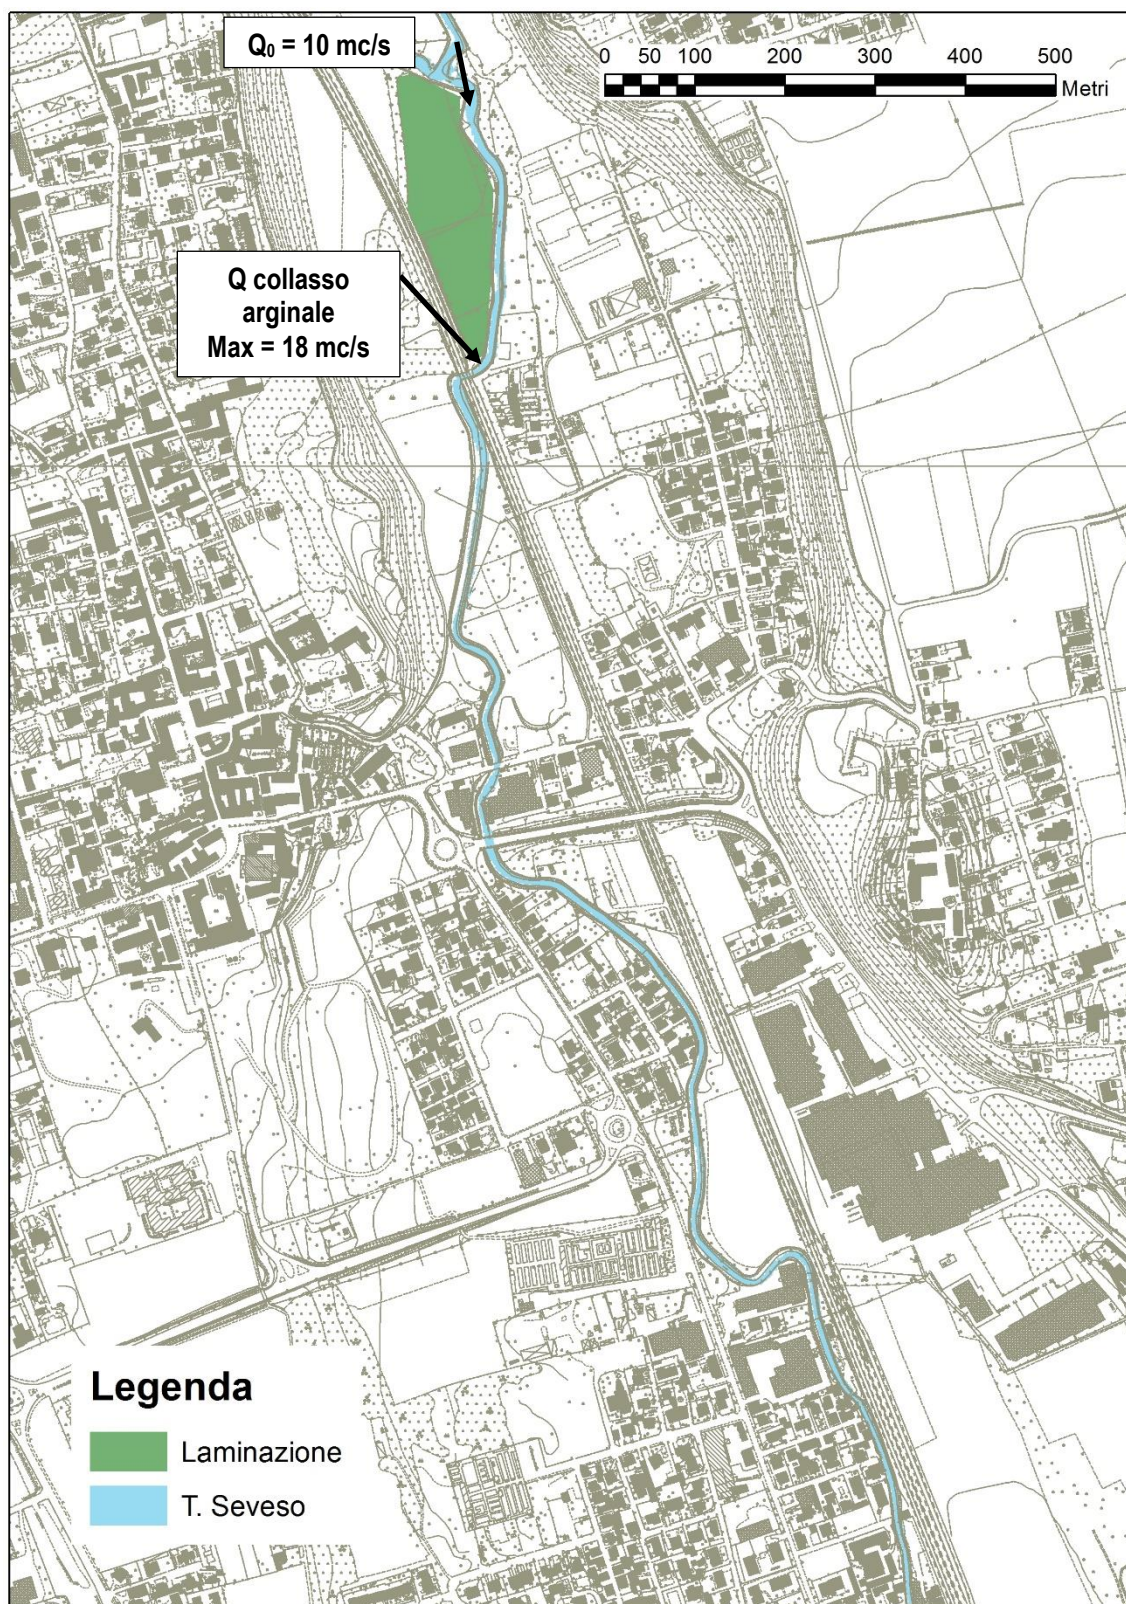 Q₀ = 10 mc/s
0 50 100 200 300 400 500
Metri
Q collasso
arginale
Max = 18 mc/s
Legenda
Laminazione
T. Seveso